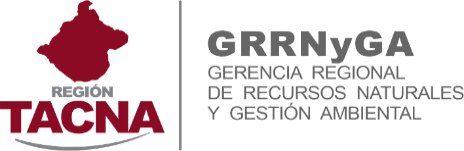 REGIÓN
TACNA
GRRNyGA
GERENCIA REGIONAL
DE RECURSOS NATURALES
Y GESTIÓN AMBIENTAL